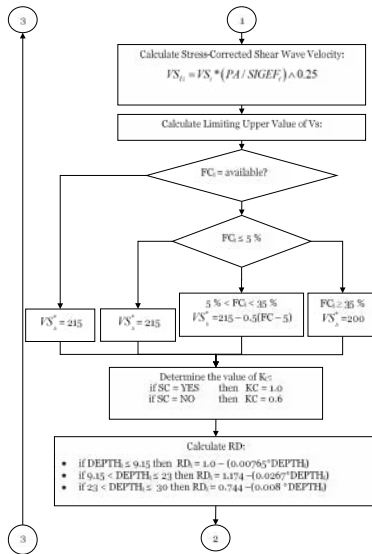 3
1
Calculate Stress-Corrected Shear Wave Velocity:
VS₁ᵢ = VSᵢ *(PA / SIGEFᵢ) ∧ 0.25
Calculate Limiting Upper Value of Vs:
FCᵢ = available?
FCᵢ ≤ 5 %
VS*ₛ = 215
VS*ₛ = 215
5 % < FCᵢ < 35 %
VS*ₛ = 215 – 0.5(FC – 5)
FCᵢ ≥ 35 %
VS*ₛ = 200
Determine the value of K꜀:
if SC = YES then KC = 1.0
if SC = NO then KC = 0.6
Calculate RD:
• if DEPTHᵢ ≤ 9.15 then RDᵢ = 1.0 – (0.00765*DEPTHᵢ)
• if 9.15 < DEPTHᵢ ≤ 23 then RDᵢ = 1.174 –(0.0267*DEPTHᵢ)
• if 23 < DEPTHᵢ ≤ 30 then RDᵢ = 0.744 –(0.008 *DEPTHᵢ)
3
2